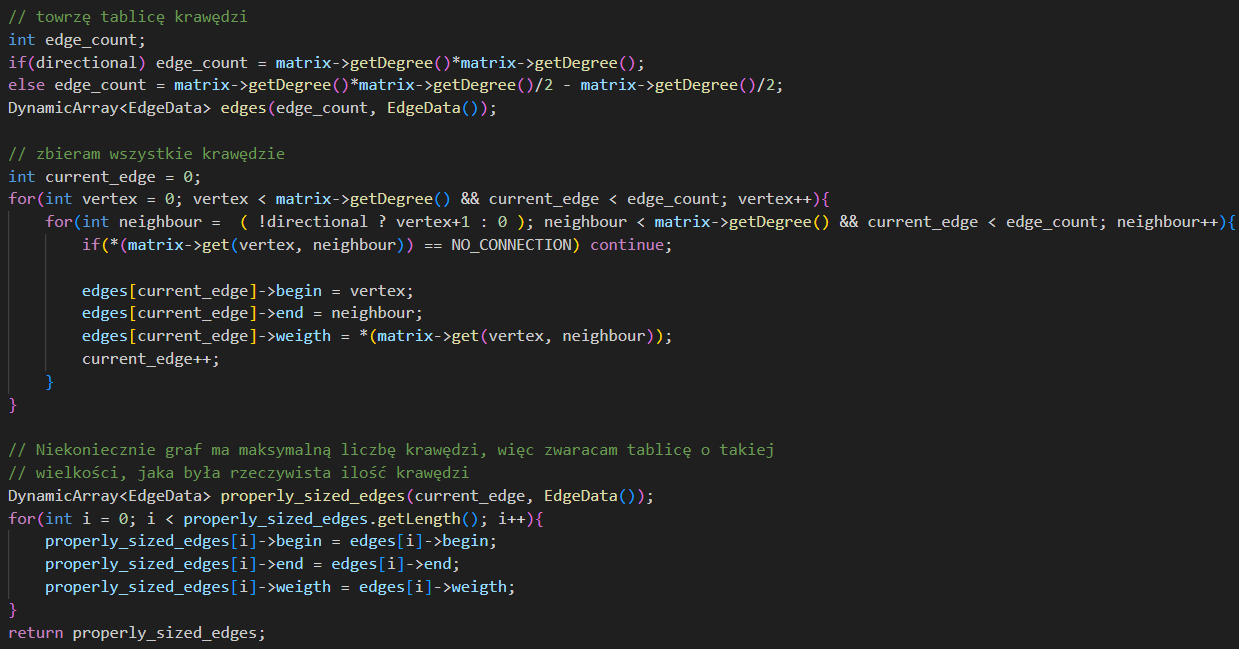 // towrzę tablicę krawędzi
int edge_count;
if(directional) edge_count = matrix->getDegree()*matrix->getDegree();
else edge_count = matrix->getDegree()*matrix->getDegree()/2 - matrix->getDegree()/2;
DynamicArray<EdgeData> edges(edge_count, EdgeData());

// zbieram wszystkie krawędzie
int current_edge = 0;
for(int vertex = 0; vertex < matrix->getDegree() && current_edge < edge_count; vertex++){
    for(int neighbour =  ( !directional ? vertex+1 : 0 ); neighbour < matrix->getDegree() && current_edge < edge_count; neighbour++){
        if(*(matrix->get(vertex, neighbour)) == NO_CONNECTION) continue;

        edges[current_edge]->begin = vertex;
        edges[current_edge]->end = neighbour;
        edges[current_edge]->weigth = *(matrix->get(vertex, neighbour));
        current_edge++;
    }
}

// Niekoniecznie graf ma maksymalną liczbę krawędzi, więc zwaracam tablicę o takiej
// wielkości, jaka była rzeczywista ilość krawędzi
DynamicArray<EdgeData> properly_sized_edges(current_edge, EdgeData());
for(int i = 0; i < properly_sized_edges.getLength(); i++){
    properly_sized_edges[i]->begin = edges[i]->begin;
    properly_sized_edges[i]->end = edges[i]->end;
    properly_sized_edges[i]->weigth = edges[i]->weigth;
}
return properly_sized_edges;